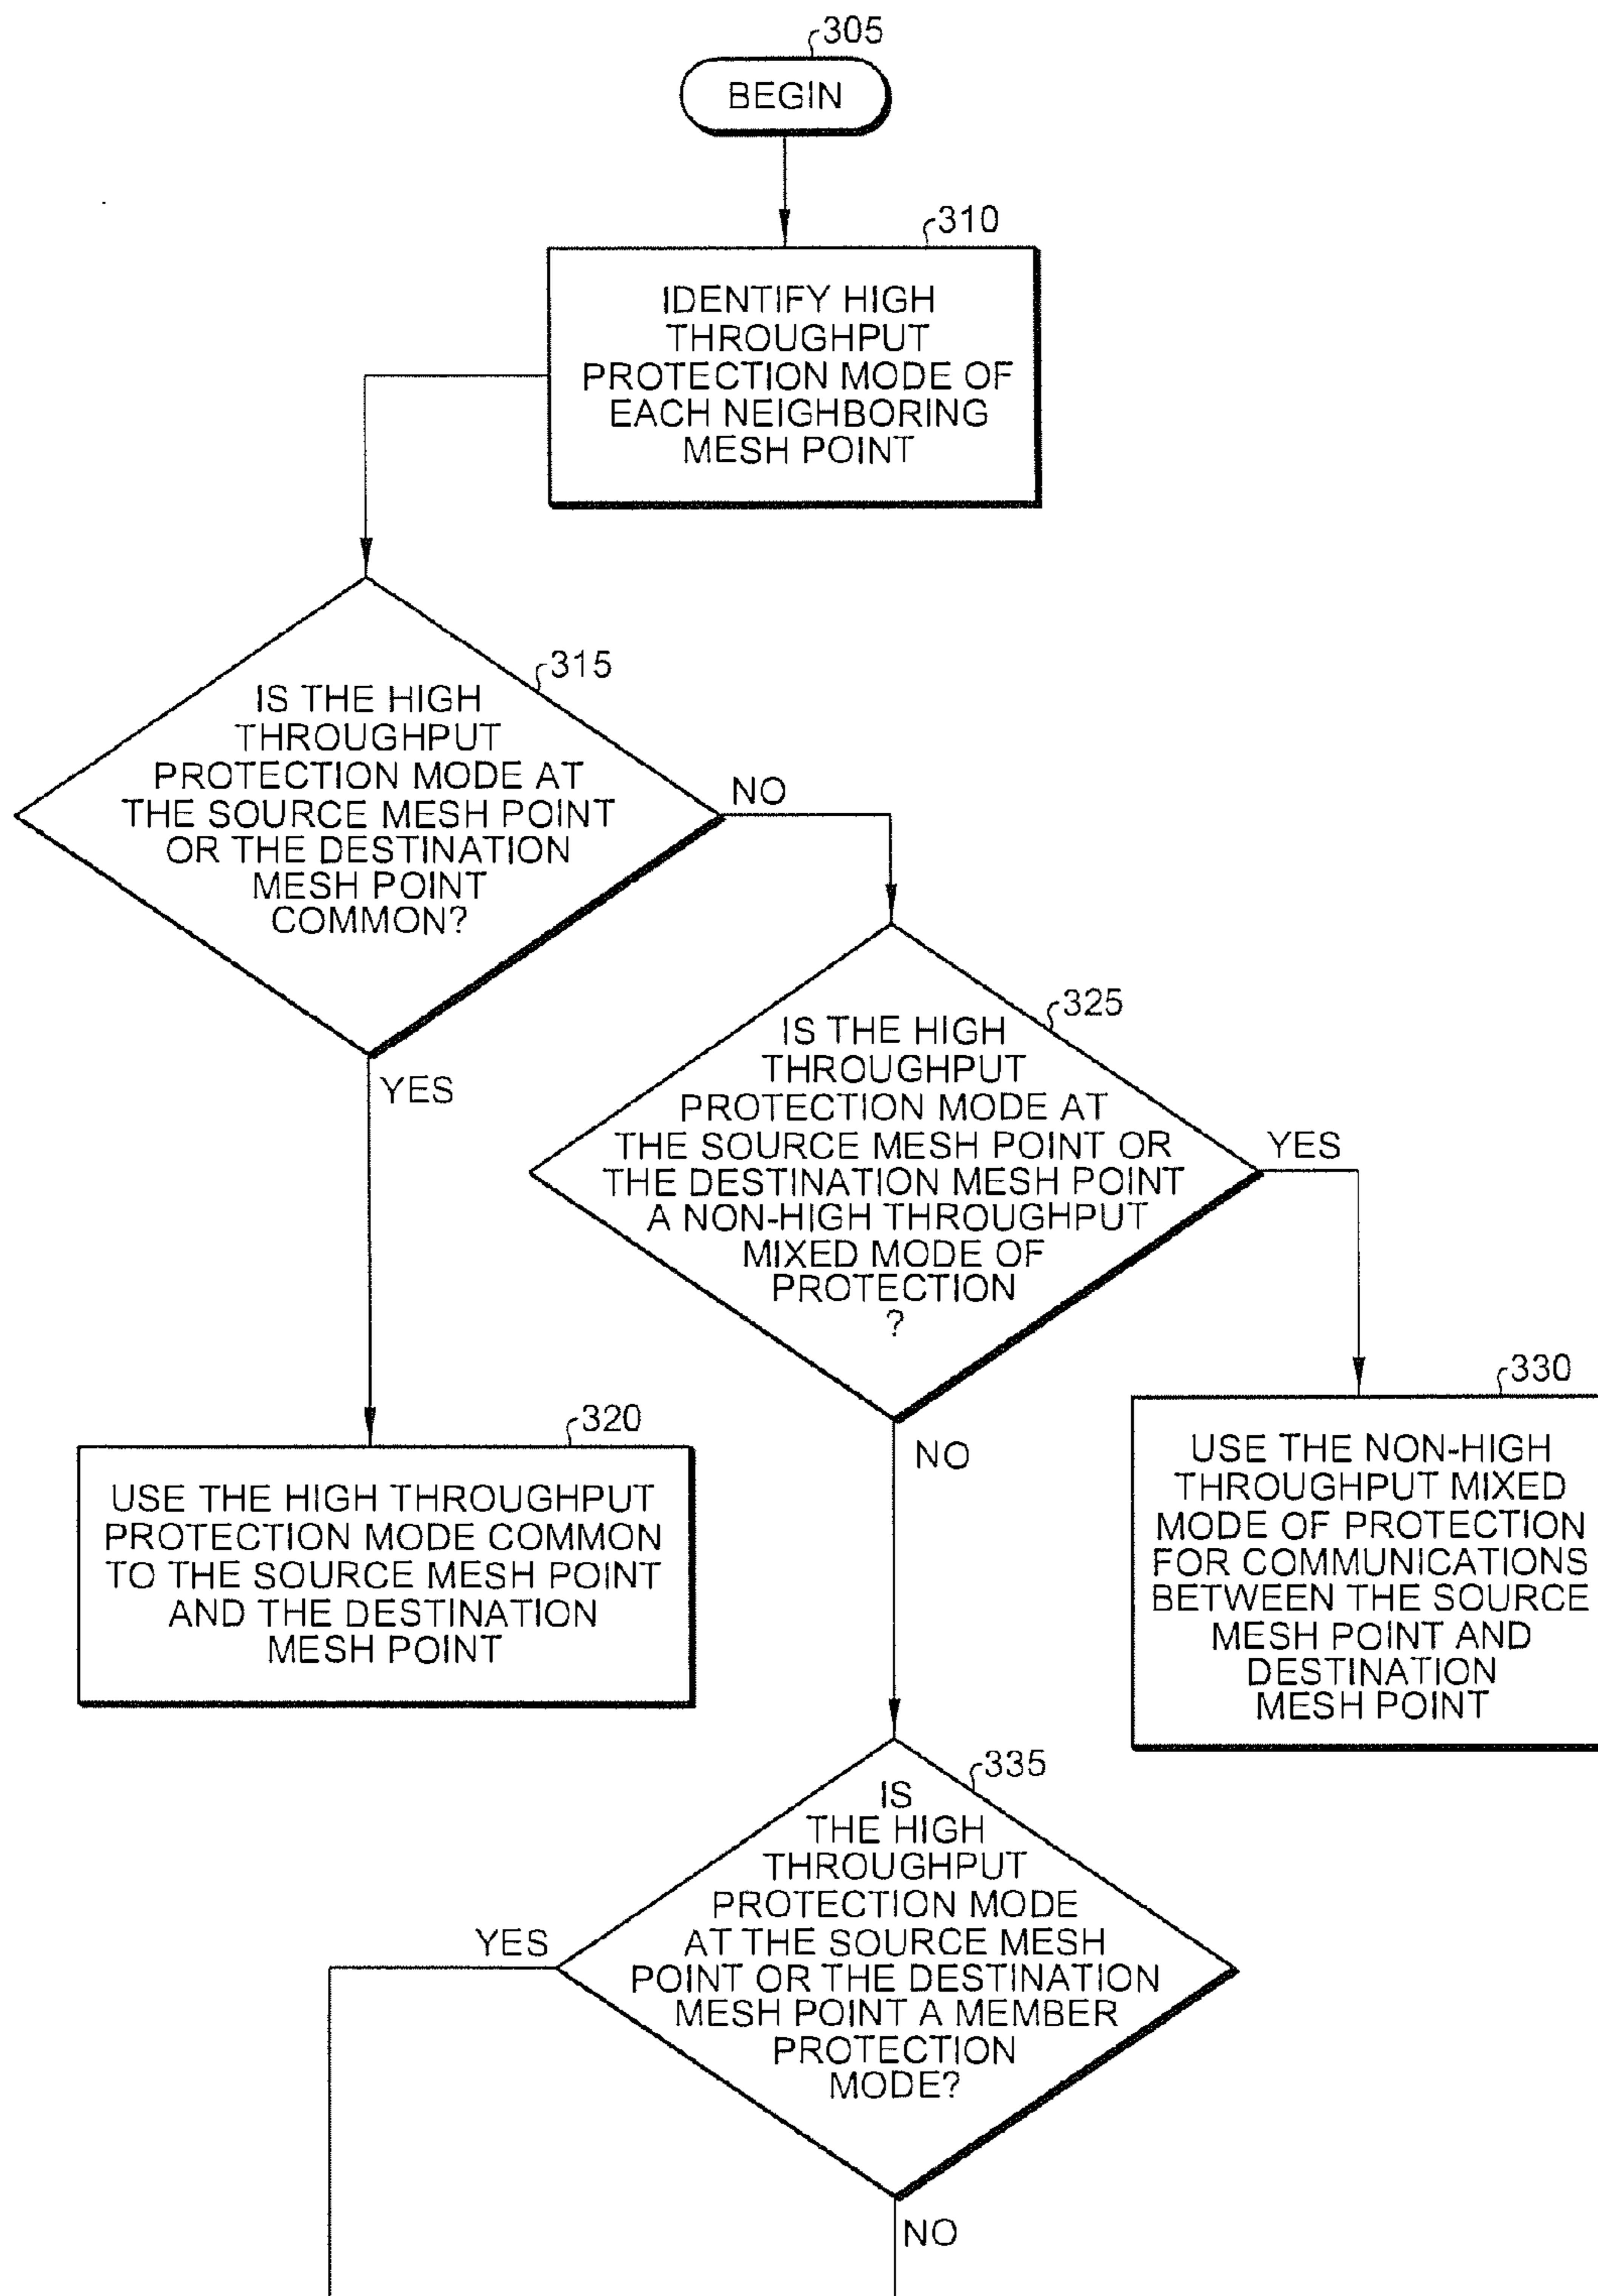 305
BEGIN
310
IDENTIFY HIGH
THROUGHPUT
PROTECTION MODE OF
EACH NEIGHBORING
MESH POINT
315
IS THE HIGH
THROUGHPUT
PROTECTION MODE AT
THE SOURCE MESH POINT
OR THE DESTINATION
MESH POINT
COMMON?
NO
YES
325
IS THE HIGH
THROUGHPUT
PROTECTION MODE AT
THE SOURCE MESH POINT OR
THE DESTINATION MESH POINT
A NON-HIGH THROUGHPUT
MIXED MODE OF
PROTECTION
?
YES
NO
320
USE THE HIGH THROUGHPUT
PROTECTION MODE COMMON
TO THE SOURCE MESH POINT
AND THE DESTINATION
MESH POINT
330
USE THE NON-HIGH
THROUGHPUT MIXED
MODE OF PROTECTION
FOR COMMUNICATIONS
BETWEEN THE SOURCE
MESH POINT AND
DESTINATION
MESH POINT
335
IS
THE HIGH
THROUGHPUT
PROTECTION MODE
AT THE SOURCE MESH
POINT OR THE DESTINATION
MESH POINT A MEMBER
PROTECTION
MODE?
YES
NO